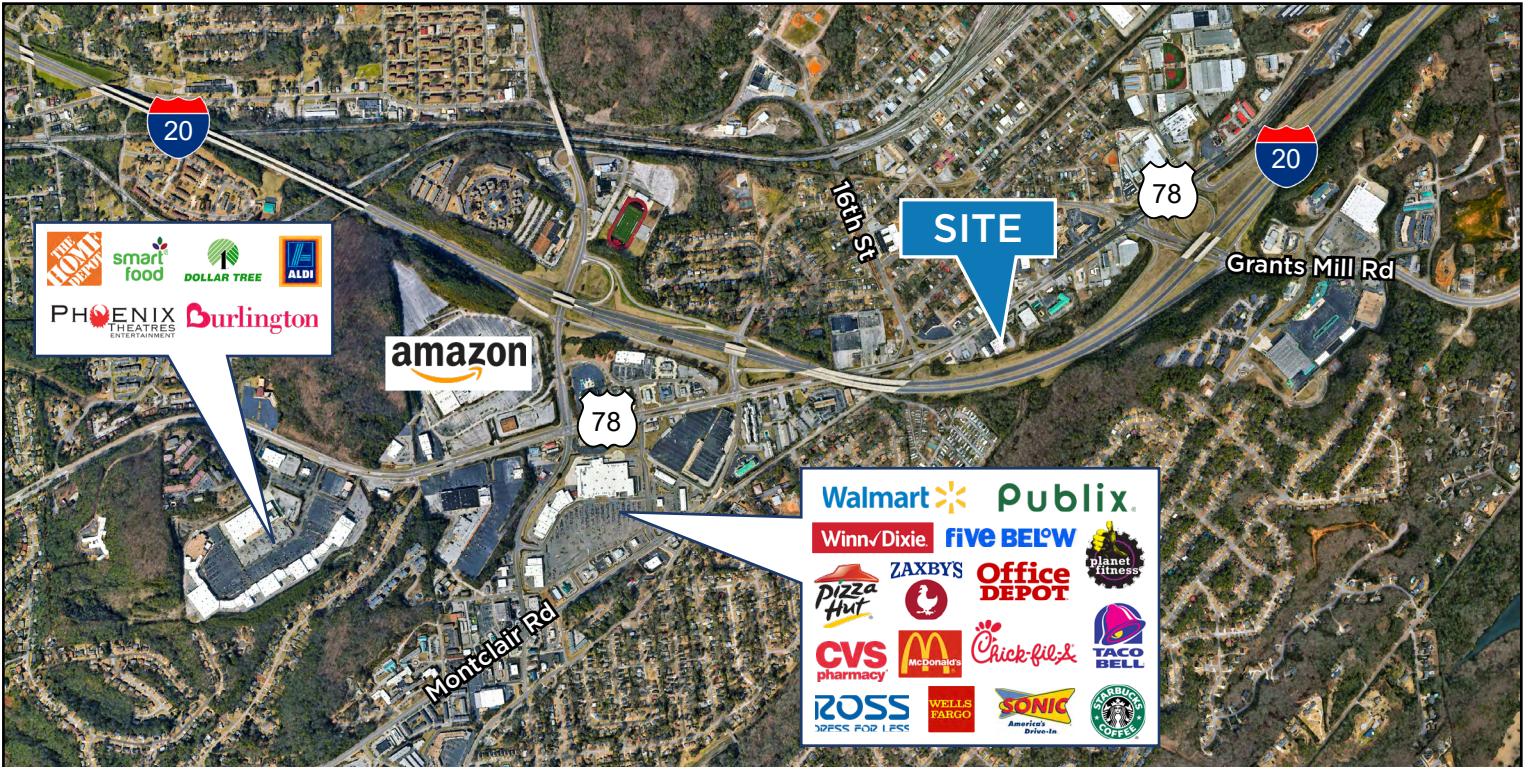 20
20
78
16th St
SITE
Grants Mill Rd
THE
HOME
DEPOT
smart
food
DOLLAR TREE
ALDI
PHOENIX
THEATRES
ENTERTAINMENT
Burlington
amazon
78
Montclair Rd
Walmart
Publix.
Winn✓Dixie.
five BELOW
planet
fitness
Pizza
Hut
ZAXBY'S
Office
DEPOT
CVS
pharmacy
McDonald's
Chick-fil-A
TACO
BELL
ROSS
DRESS FOR LESS
WELLS
FARGO
SONIC
America's
Drive-In
STARBUCKS
COFFEE